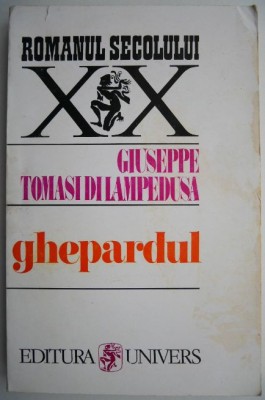 ROMANUL SECOLULUI
XX
GIUSEPPE
TOMASI DI LAMPEDUSA
ghepardul
EDITURA UNIVERS